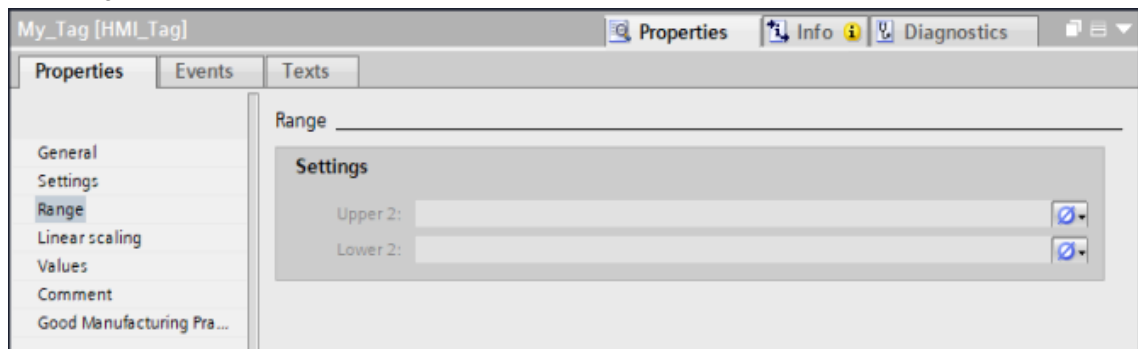 My_Tag [HMI_Tag]
Properties
Info
Diagnostics
Properties
Events
Texts
General
Settings
Range
Linear scaling
Values
Comment
Good Manufacturing Pra...
Range
Settings
Upper 2:
Lower 2: